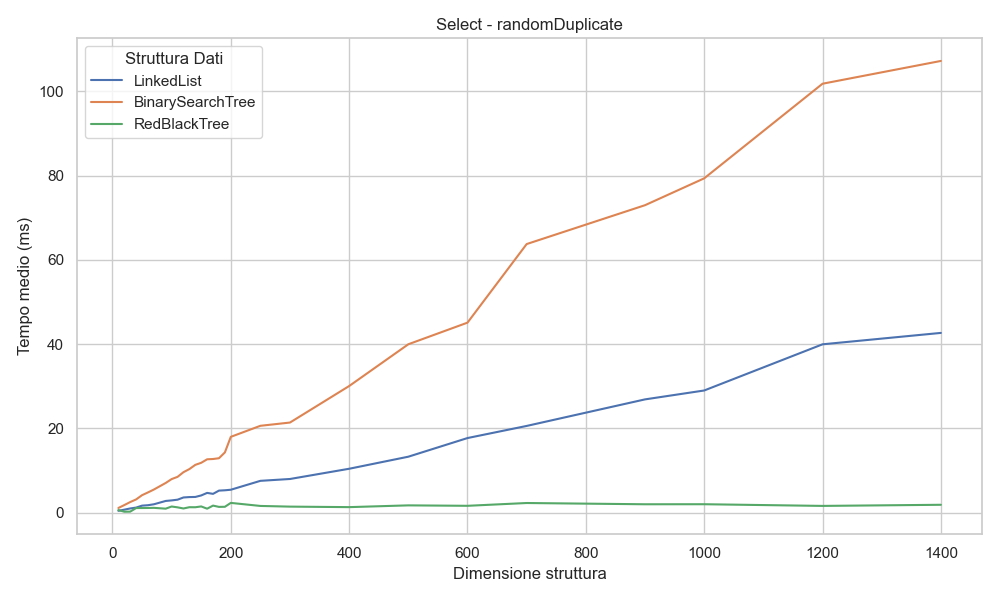 Select - randomDuplicate
Struttura Dati
LinkedList
BinarySearchTree
RedBlackTree
Tempo medio (ms)
100
80
60
40
20
0
0 200 400 600 800 1000 1200 1400
Dimensione struttura